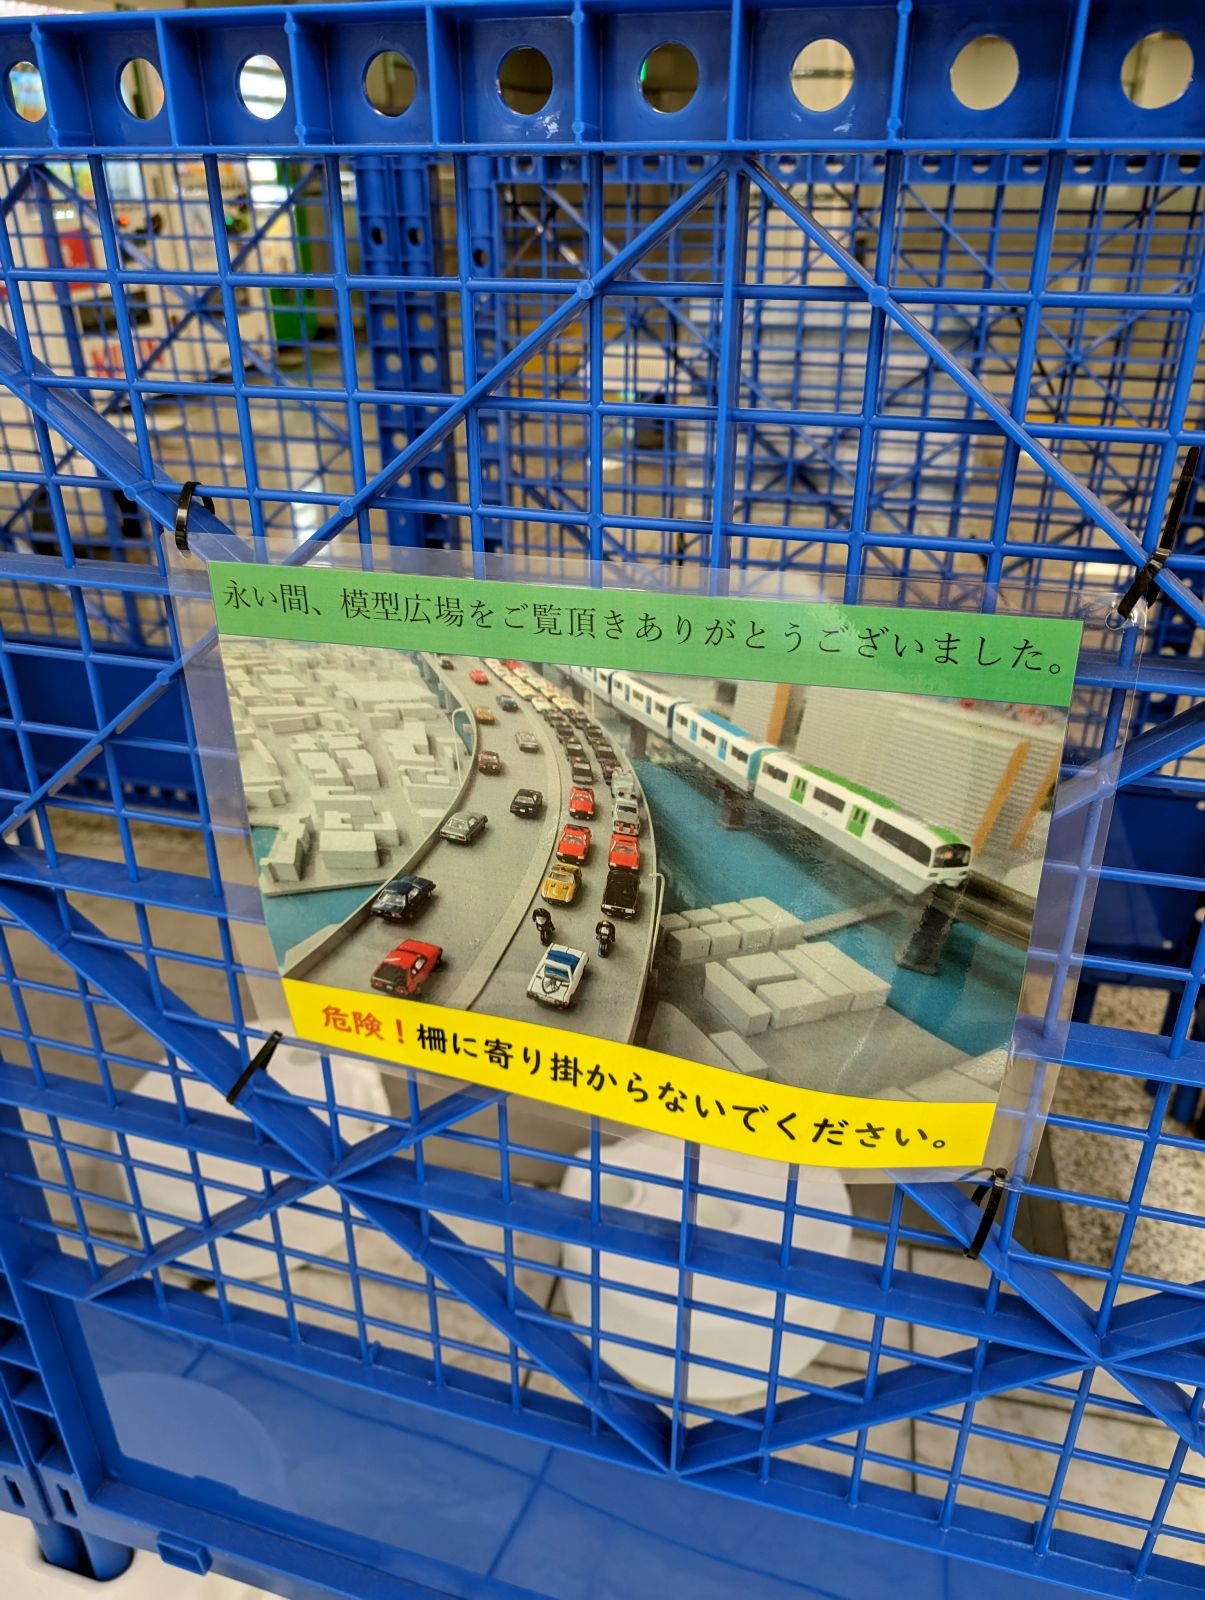 永い間、模型広場をご覧頂きありがとうございました。
危険！柵に寄り掛からないでください。